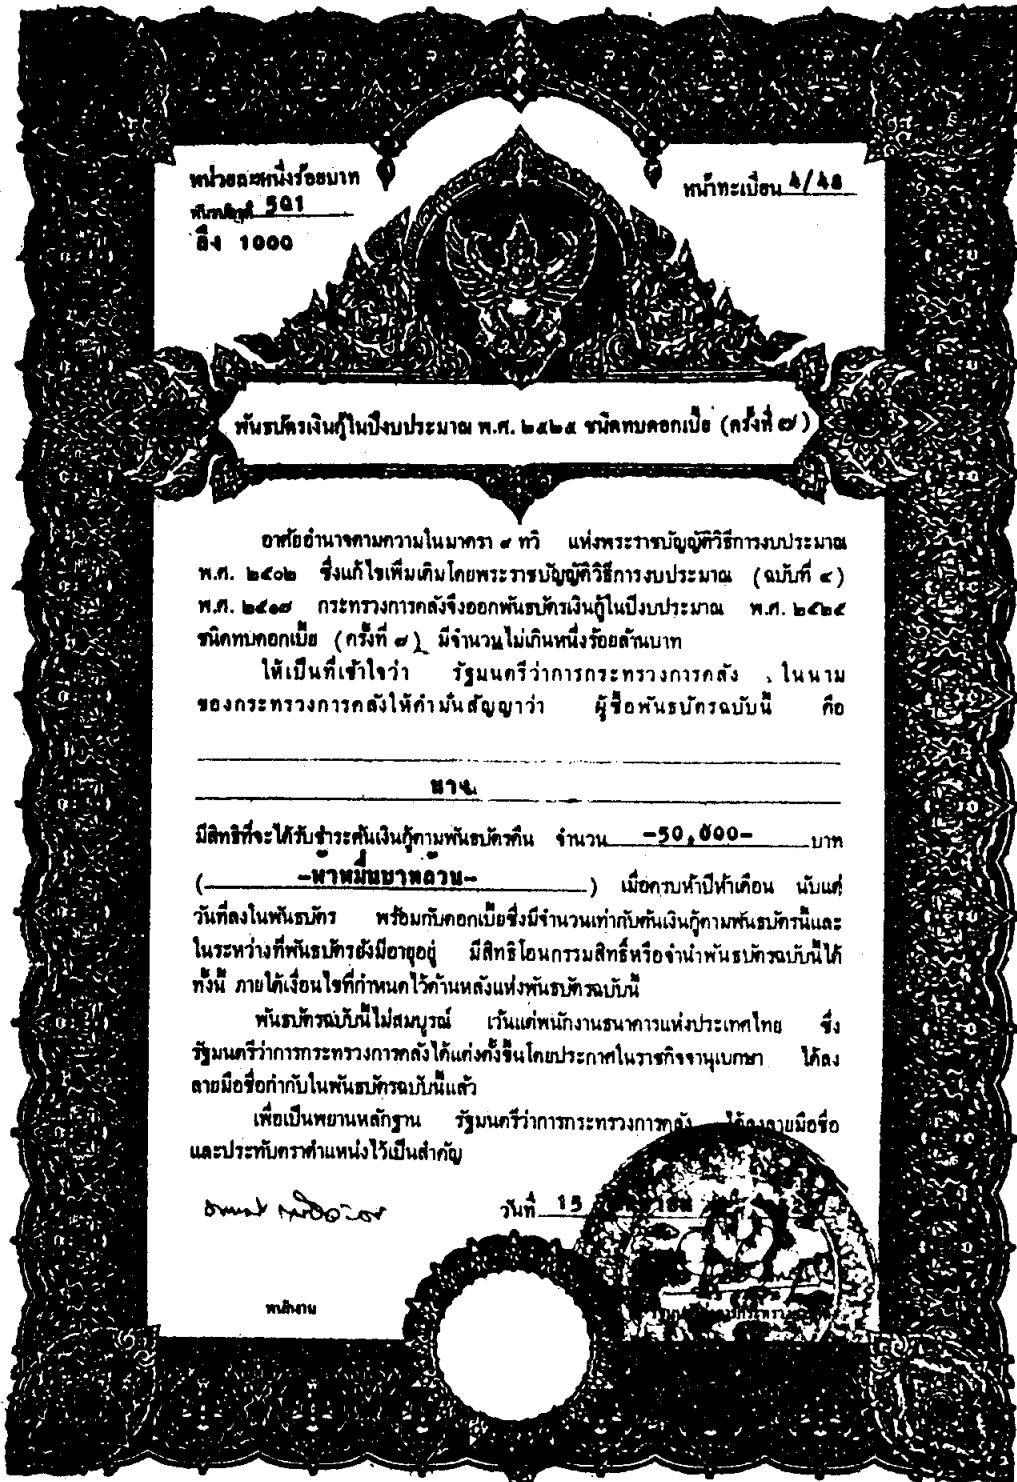 หน่วยละหนึ่งร้อยบาท
501
ถึง 1000
หน้าทะเบียน 4/48
พันธบัตรเงินกู้ในปีงบประมาณ พ.ศ. ๒๕๒๕ ชนิดทบดอกเบี้ย (ครั้งที่ ๗)
อาศัยอำนาจตามความในมาตรา ๙ ทวิ แห่งพระราชบัญญัติวิธีการงบประมาณ
พ.ศ. ๒๕๐๒ ซึ่งแก้ไขเพิ่มเติมโดยพระราชบัญญัติวิธีการงบประมาณ (ฉบับที่ ๔)
พ.ศ. ๒๕๑๗ กระทรวงการคลังจึงออกพันธบัตรเงินกู้ในปีงบประมาณ พ.ศ. ๒๕๒๕
ชนิดทบดอกเบี้ย (ครั้งที่ ๗) มีจำนวนไม่เกินหนึ่งร้อยล้านบาท
ให้เป็นที่เข้าใจว่า รัฐมนตรีว่าการกระทรวงการคลัง ในนาม
ของกระทรวงการคลังให้คำมั่นสัญญาว่า ผู้ซื้อพันธบัตรฉบับนี้ คือ
นาง
มีสิทธิที่จะได้รับชำระต้นเงินกู้ตามพันธบัตรคืน จำนวน -50,000- บาท
(-ห้าหมื่นบาทถ้วน-) เมื่อครบห้าปีห้าเดือน นับแต่
วันที่ลงในพันธบัตร พร้อมกับดอกเบี้ยซึ่งมีจำนวนเท่ากับต้นเงินกู้ตามพันธบัตรนี้และ
ในระหว่างที่พันธบัตรยังมีอายุอยู่ มีสิทธิโอนกรรมสิทธิ์หรือจำนำพันธบัตรฉบับนี้ได้
ทั้งนี้ ภายใต้เงื่อนไขที่กำหนดไว้ด้านหลังแห่งพันธบัตรฉบับนี้
พันธบัตรฉบับนี้ไม่สมบูรณ์ เว้นแต่พนักงานธนาคารแห่งประเทศไทย ซึ่ง
รัฐมนตรีว่าการกระทรวงการคลังได้แต่งตั้งขึ้นโดยประกาศในราชกิจจานุเบกษา ได้ลง
ลายมือชื่อกำกับในพันธบัตรฉบับนี้แล้ว
เพื่อเป็นพยานหลักฐาน รัฐมนตรีว่าการกระทรวงการคลัง ได้ลงลายมือชื่อ
และประทับตราตำแหน่งไว้เป็นสำคัญ
วันที่ 15
พนักงาน